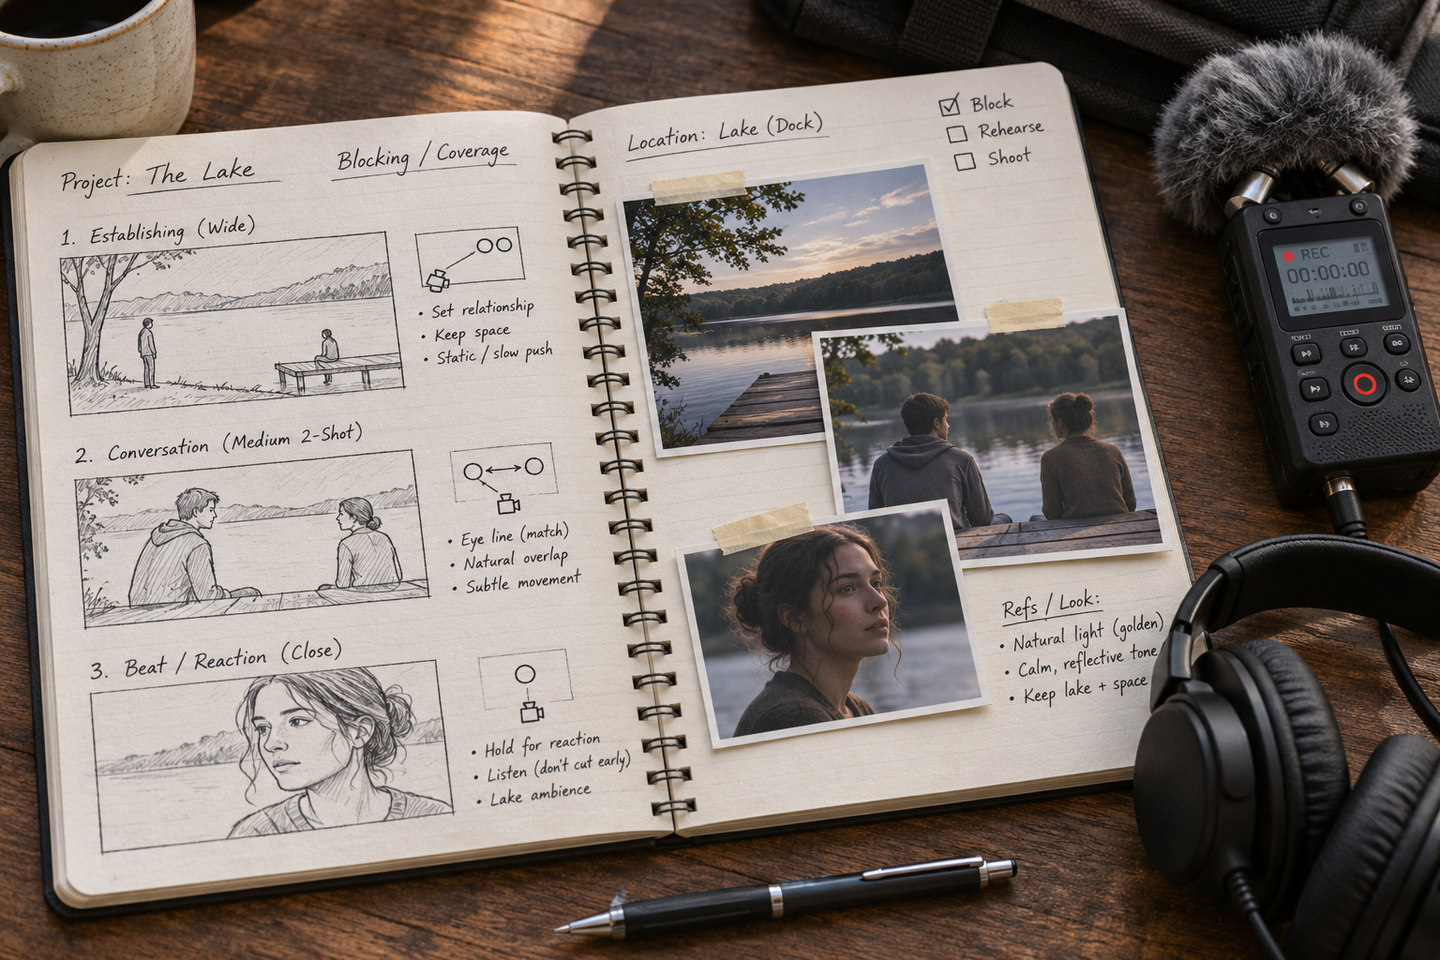 Project: The Lake
Blocking / Coverage
1. Establishing (Wide)
• Set relationship
• Keep space
• Static / slow push
2. Conversation (Medium 2-Shot)
• Eye line (match)
• Natural overlap
• Subtle movement
3. Beat / Reaction (Close)
• Hold for reaction
• Listen (don't cut early)
• Lake ambience
Location: Lake (Dock)
Block
Rehearse
Shoot
Refs / Look:
• Natural light (golden)
• Calm, reflective tone
• Keep lake + space
REC
00:00:00